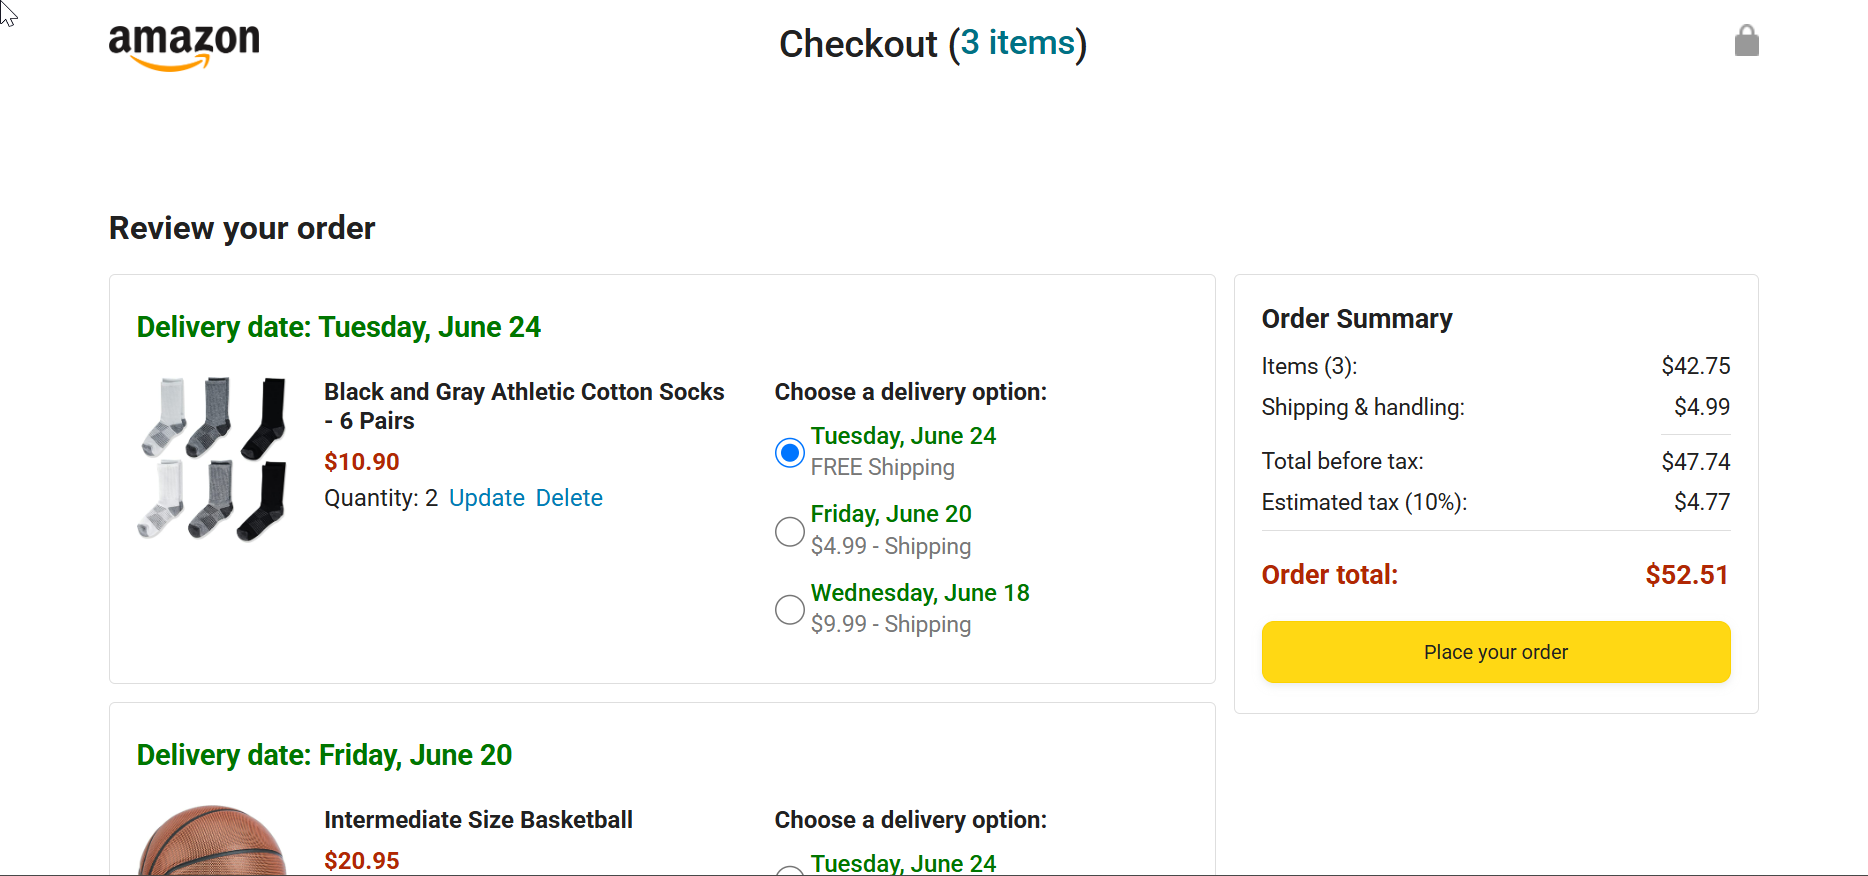 amazon
Checkout (3 items)
Review your order
Delivery date: Tuesday, June 24
Black and Gray Athletic Cotton Socks
- 6 Pairs
$10.90
Quantity: 2 Update Delete
Choose a delivery option:
Tuesday, June 24
FREE Shipping
Friday, June 20
$4.99 - Shipping
Wednesday, June 18
$9.99 - Shipping
Order Summary
Items (3): $42.75
Shipping & handling: $4.99
Total before tax: $47.74
Estimated tax (10%): $4.77
Order total: $52.51
Place your order
Delivery date: Friday, June 20
Intermediate Size Basketball
$20.95
Choose a delivery option:
Tuesday, June 24